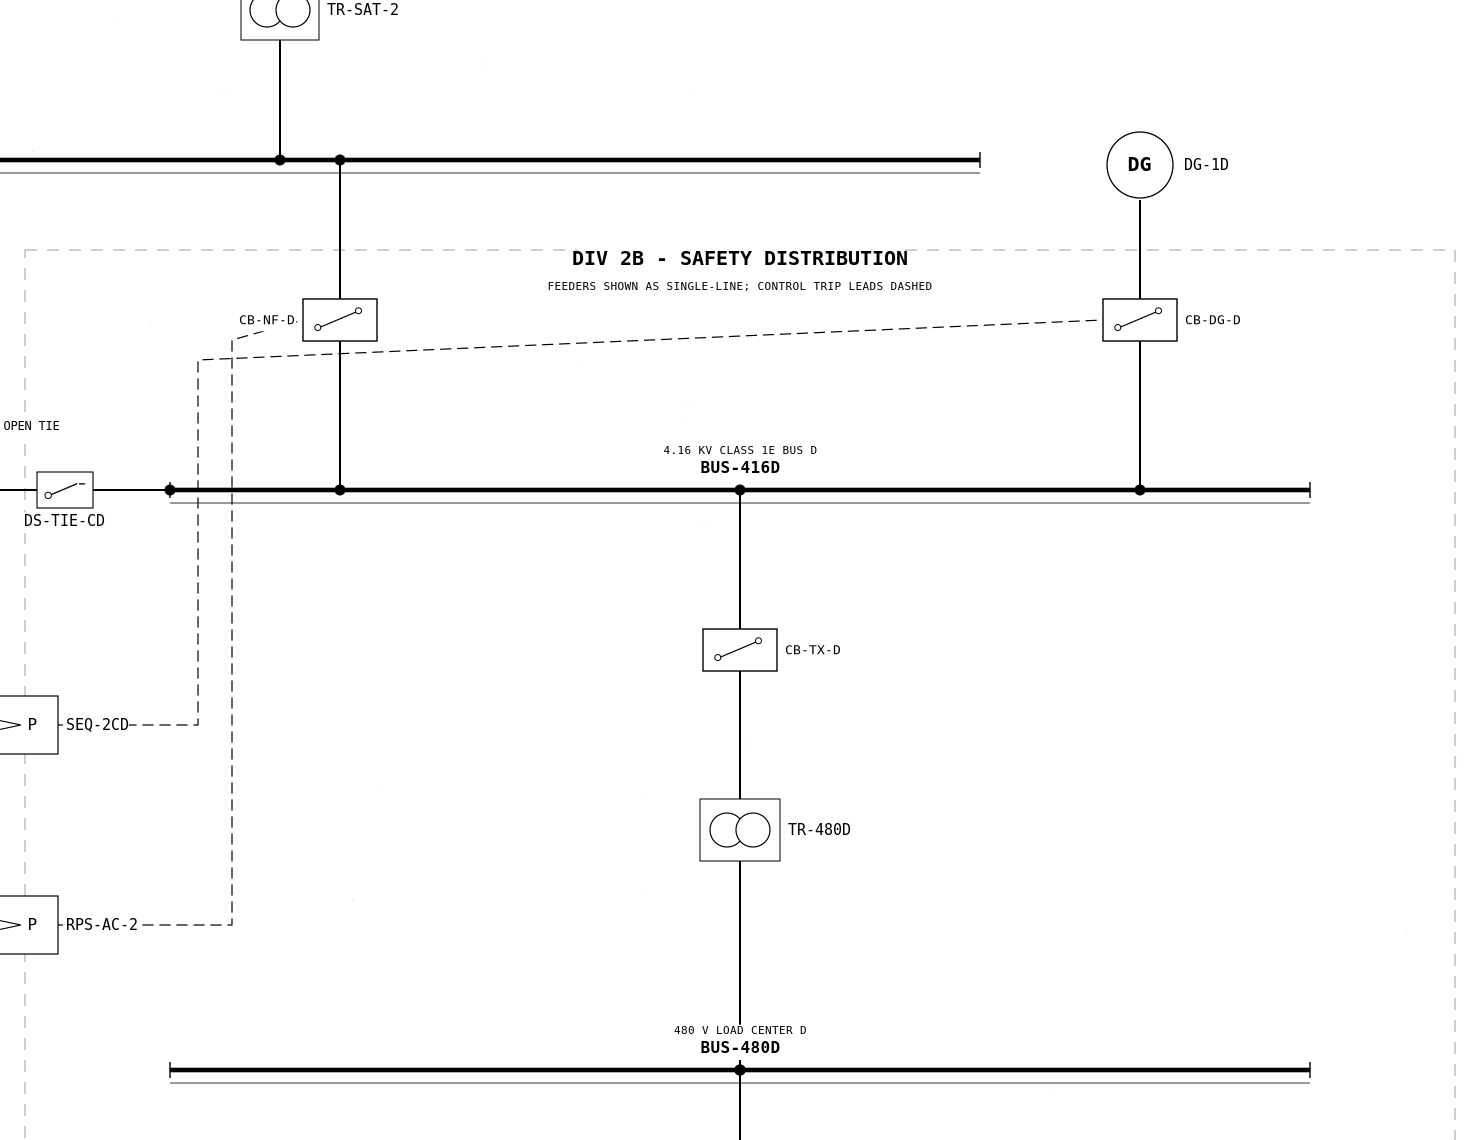 TR-SAT-2
DG
DG-1D
DIV 2B - SAFETY DISTRIBUTION
FEEDERS SHOWN AS SINGLE-LINE; CONTROL TRIP LEADS DASHED
CB-NF-D
CB-DG-D
OPEN TIE
4.16 KV CLASS 1E BUS D
BUS-416D
DS-TIE-CD
CB-TX-D
P
SEQ-2CD
TR-480D
P
RPS-AC-2
480 V LOAD CENTER D
BUS-480D